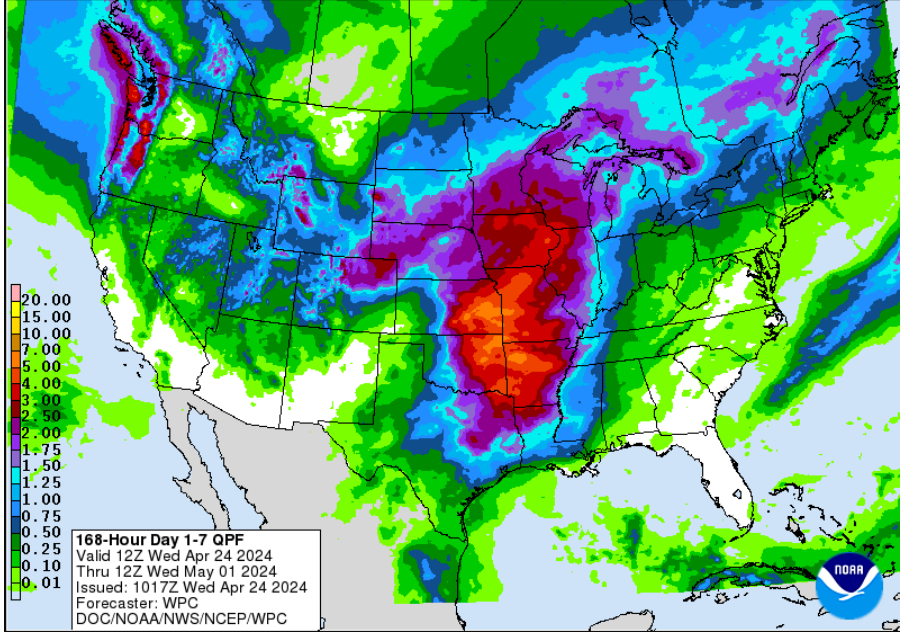 20.00
15.00
10.00
7.00
5.00
4.00
3.00
2.50
2.00
1.75
1.50
1.25
1.00
0.75
0.50
0.25
0.10
0.01
168-Hour Day 1-7 QPF
Valid 12Z Wed Apr 24 2024
Thru 12Z Wed May 01 2024
Issued: 1017Z Wed Apr 24 2024
Forecaster: WPC
DOC/NOAA/NWS/NCEP/WPC
NOAA